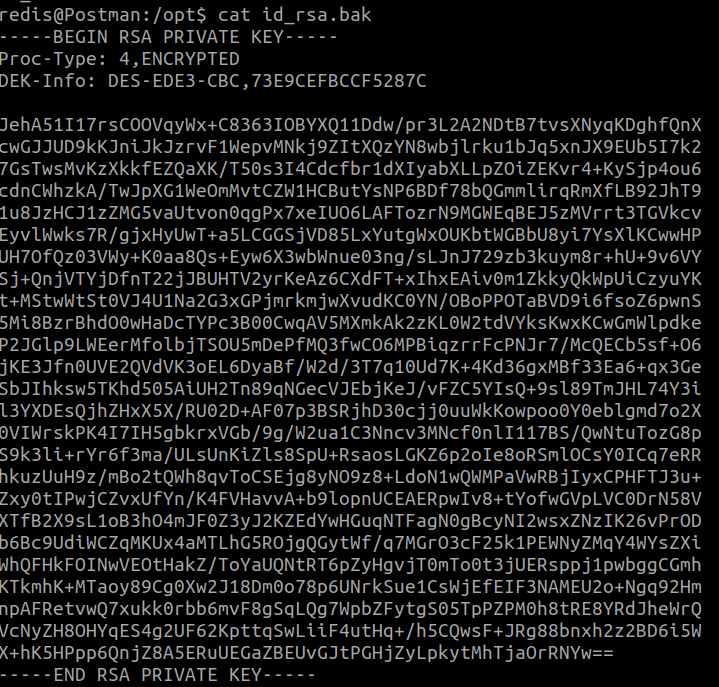 redis@Postman:/opt$ cat id_rsa.bak
-----BEGIN RSA PRIVATE KEY-----
Proc-Type: 4,ENCRYPTED
DEK-Info: DES-EDE3-CBC,73E9CEFBCCF5287C
JehA51I17rsCOOVqyWx+C8363IOBYXQ11Ddw/pr3L2A2NDtB7tvsXNyqKDghfQnX
cwGJJUD9kKJniJkJzrvF1WepvMNkj9ZItXQzYN8wbjlrku1bJq5xnJX9EUb5I7k2
7GsTwsMvKzXkkfEZQaXK/T50s3I4Cdcfbr1dXIyabXLLpZOiZEKvr4+KySjp4ou6
cdnCWhzkA/TwJpXG1WeOmMvtCZW1HCButYsNP6BDf78bQGmmlirqRmXfLB92JhT9
1u8JzHCJ1zZMG5vaUtvon0qgPx7xeIUO6LAFTozrN9MGWEqBEJ5zMVrrt3TGVkcv
EyvlWwks7R/gjxHyUwT+a5LCGGSjVD85LxYutgWxOUKbtWGBbU8yi7YsXlKCwwHP
UH7OfQz03VWy+K0aa8Qs+Eyw6X3wbWnue03ng/sLJnJ729zb3kuym8r+hU+9v6VY
Sj+QnjVTYjDfnT22jJBUHTV2yrKeAz6CXdFT+xIhxEAiv0m1ZkkyQkWpUiCzyuYK
t+MStwWtSt0VJ4U1Na2G3xGPjmrkmjwXvudKC0YN/OBoPPOTaBVD9i6fsoZ6pwnS
5Mi8BzrBhdO0wHaDcTYPc3B00CwqAV5MXmkAk2zKL0W2tdVYksKwxKCwGmWlpdke
P2JGlp9LWEerMfolbjTSOU5mDePfMQ3fwCO6MPBiqzrrFcPNJr7/McQECb5sf+O6
jKE3Jfn0UVE2QVdVK3oEL6DyaBf/W2d/3T7q10Ud7K+4Kd36gxMBf33Ea6+qx3Ge
SbJIhksw5TKhd505AiUH2Tn89qNGecVJEbjKeJ/vFZC5YIsQ+9sl89TmJHL74Y3i
l3YXDEsQjhZHxX5X/RU02D+AF07p3BSRjhD30cjj0uuWkKowpoo0Y0eblgmd7o2X
0VIWrskPK4I7IH5gbkrxVGb/9g/W2ua1C3Nncv3MNcf0nlI117BS/QwNtuTozG8p
S9k3li+rYr6f3ma/ULsUnKiZls8SpU+RsaosLGKZ6p2oIe8oRSmlOCsY0ICq7eRR
hkuzUuH9z/mBo2tQWh8qvToCSEjg8yNO9z8+LdoN1wQWMPaVwRBjIyxCPHFTJ3u+
Zxy0tIPwjCZvxUfYn/K4FVHavvA+b9lopnUCEAERpwIv8+tYofwGVpLVC0DrN58V
XTfB2X9sL1oB3hO4mJF0Z3yJ2KZEdYwHGuqNTFagN0gBcyNI2wsxZNzIK26vPrOD
b6Bc9UdiWCZqMKUx4aMTLhG5ROjgQGytWf/q7MGrO3cF25k1PEWNyZMqY4WYsZXi
WhQFHkFOINwVEOtHakZ/ToYaUQNtRT6pZyHgvjT0mTo0t3jUERsppj1pwbggCGmh
KTkmhK+MTaoy89Cg0Xw2J18Dm0o78p6UNrkSue1CsWjEfEIF3NAMEU2o+Ngq92Hm
npAFRetvwQ7xukk0rbb6mvF8gSqLQg7WpbZFytgS05TpPZPM0h8tRE8YRdJheWrQ
VcNyZH8OHYqES4g2UF62KpttqSwLiiF4utHq+/h5CQwsF+JRg88bnxh2z2BD6i5W
X+hK5HPpp6QnjZ8A5ERuUEGaZBEUvGJtPGHjZyLpkytMhTjaOrRNYw==
-----END RSA PRIVATE KEY-----